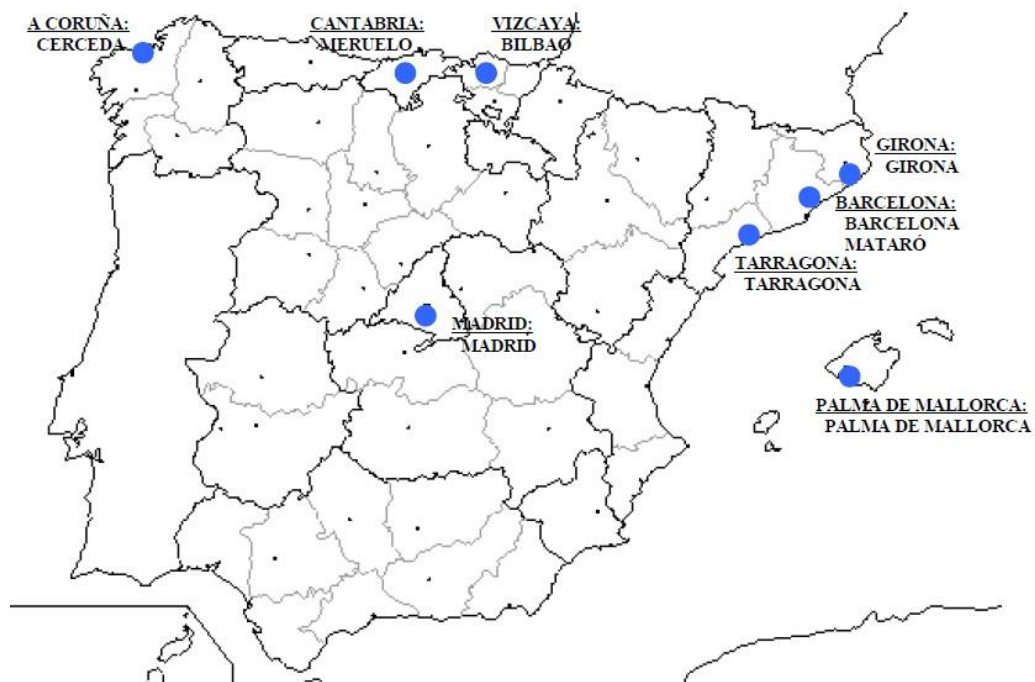 A CORUÑA:
CERCEDA
CANTABRIA:
MERUELO
VIZCAYA:
BILBAO
GIRONA:
GIRONA
BARCELONA:
BARCELONA
MATARÓ
TARRAGONA:
TARRAGONA
MADRID:
MADRID
PALMA DE MALLORCA:
PALMA DE MALLORCA